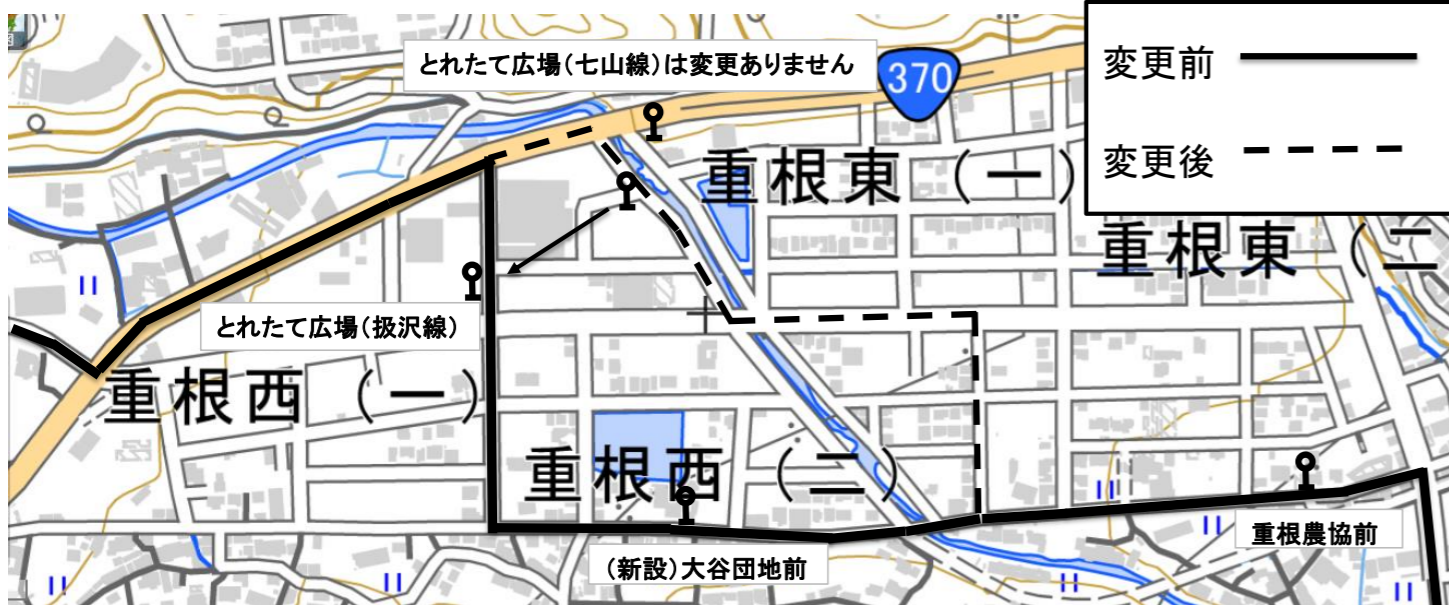 とれたて広場(七山線)は変更ありません
370
変更前
変更後
重根東(一)
重根東(二
とれたて広場(扱沢線)
重根西(一)
重根西(二)
重根農協前
(新設)大谷団地前